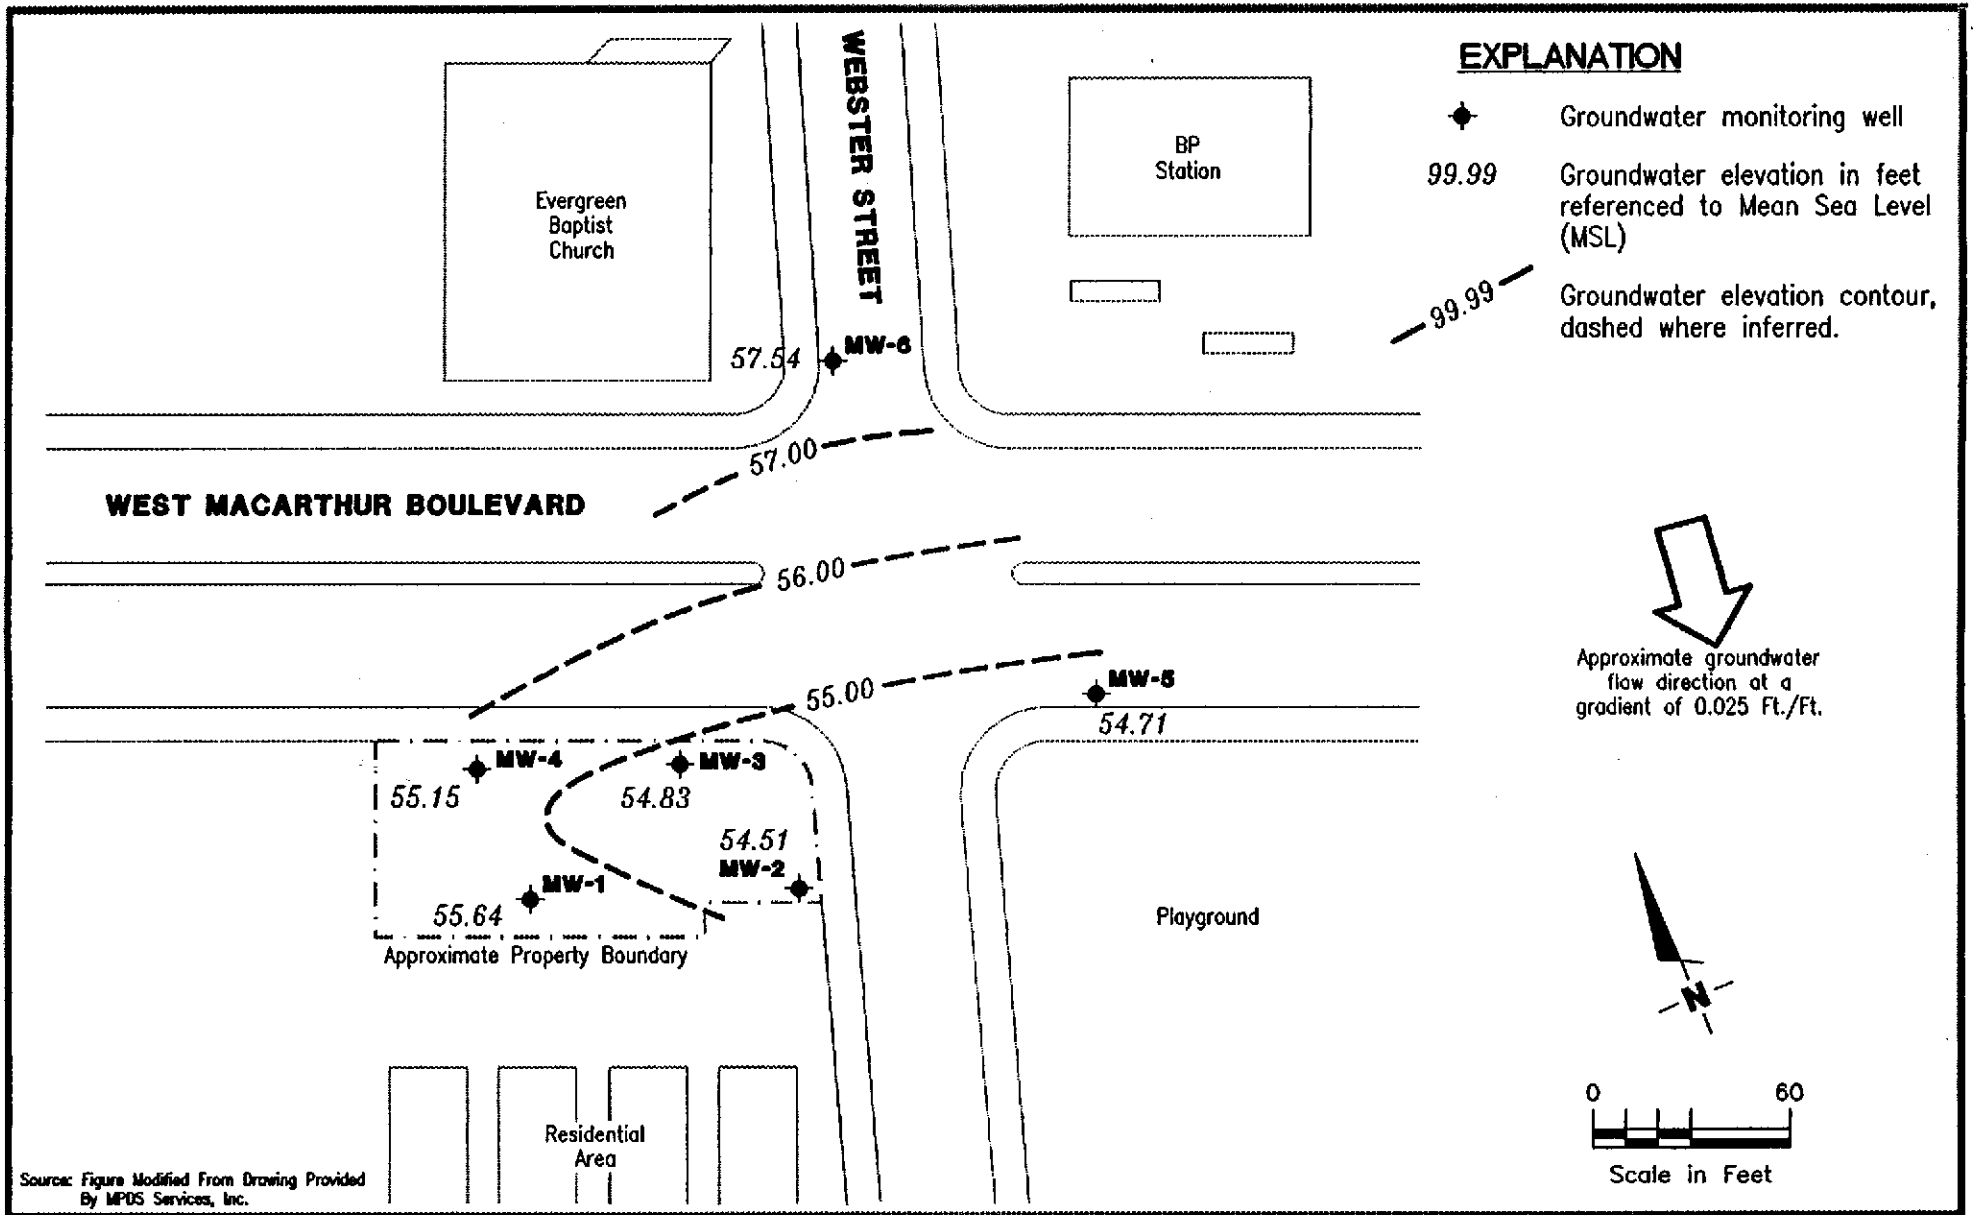 EXPLANATION
Groundwater monitoring well
99.99
Groundwater elevation in feet
referenced to Mean Sea Level
(MSL)
99.99
Groundwater elevation contour,
dashed where inferred.
WEBSTER STREET
Evergreen
Baptist
Church
BP
Station
57.54
MW-6
57.00
WEST MACARTHUR BOULEVARD
56.00
55.00
MW-5
54.71
MW-4
55.15
MW-3
54.83
54.51
MW-2
MW-1
55.64
Approximate Property Boundary
Playground
Approximate groundwater
flow direction at a
gradient of 0.025 Ft./Ft.
N
0 60
Scale in Feet
Residential
Area
Source: Figure Modified From Drawing Provided
By MPDS Services, Inc.